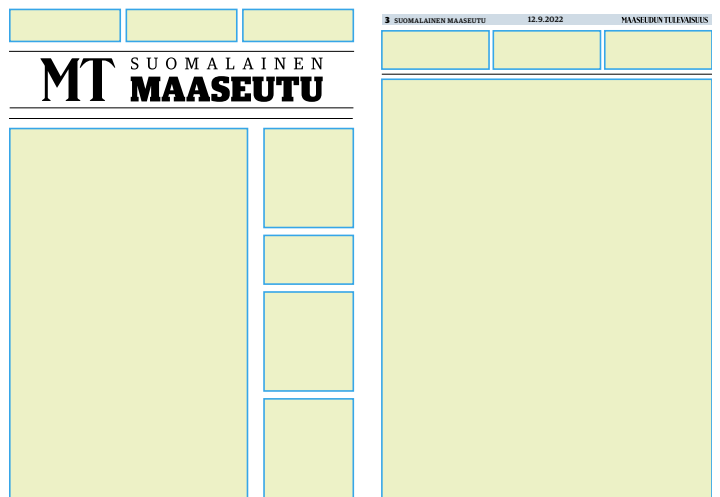 MT SUOMALAINEN
MAASEUTU
3 SUOMALAINEN MAASEUTU 12.9.2022 MAASEUDUN TULEVAISUUS